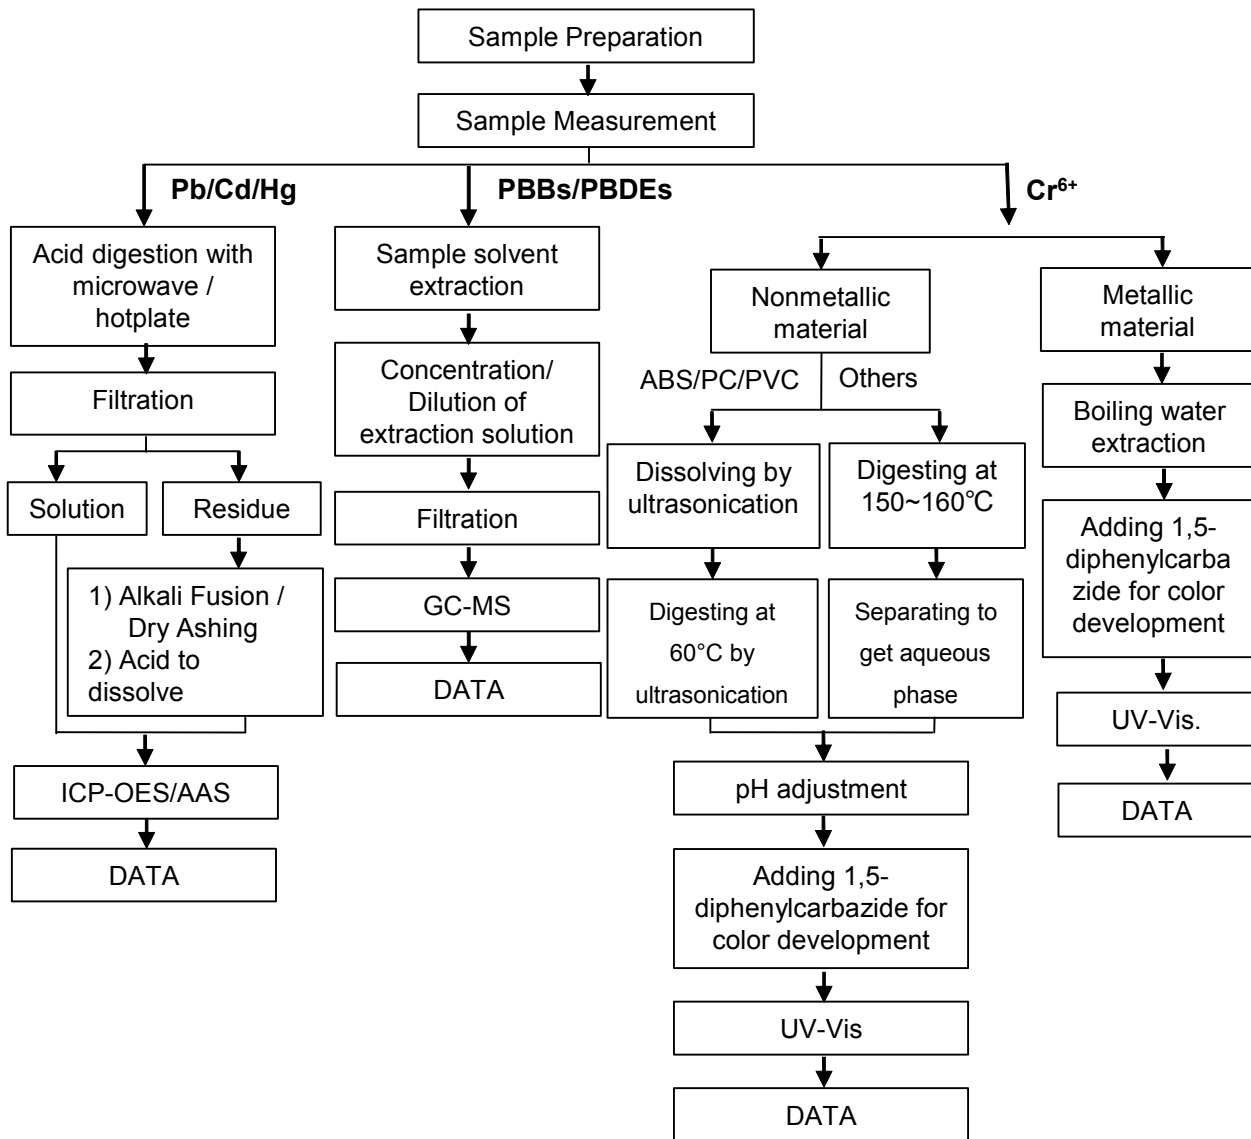 Sample Preparation
Sample Measurement
Pb/Cd/Hg
PBBs/PBDEs
Cr⁶⁺
Acid digestion with
microwave /
hotplate
Filtration
Solution
Residue
1) Alkali Fusion /
Dry Ashing
2) Acid to
dissolve
ICP-OES/AAS
DATA
Sample solvent
extraction
Concentration/
Dilution of
extraction solution
Filtration
GC-MS
DATA
Nonmetallic
material
ABS/PC/PVC
Others
Dissolving by
ultrasonication
Digesting at
60°C by
ultrasonication
Digesting at
150~160℃
Separating to
get aqueous
phase
pH adjustment
Adding 1,5-
diphenylcarbazide for
color development
UV-Vis
DATA
Metallic
material
Boiling water
extraction
Adding 1,5-
diphenylcarba
zide for color
development
UV-Vis.
DATA